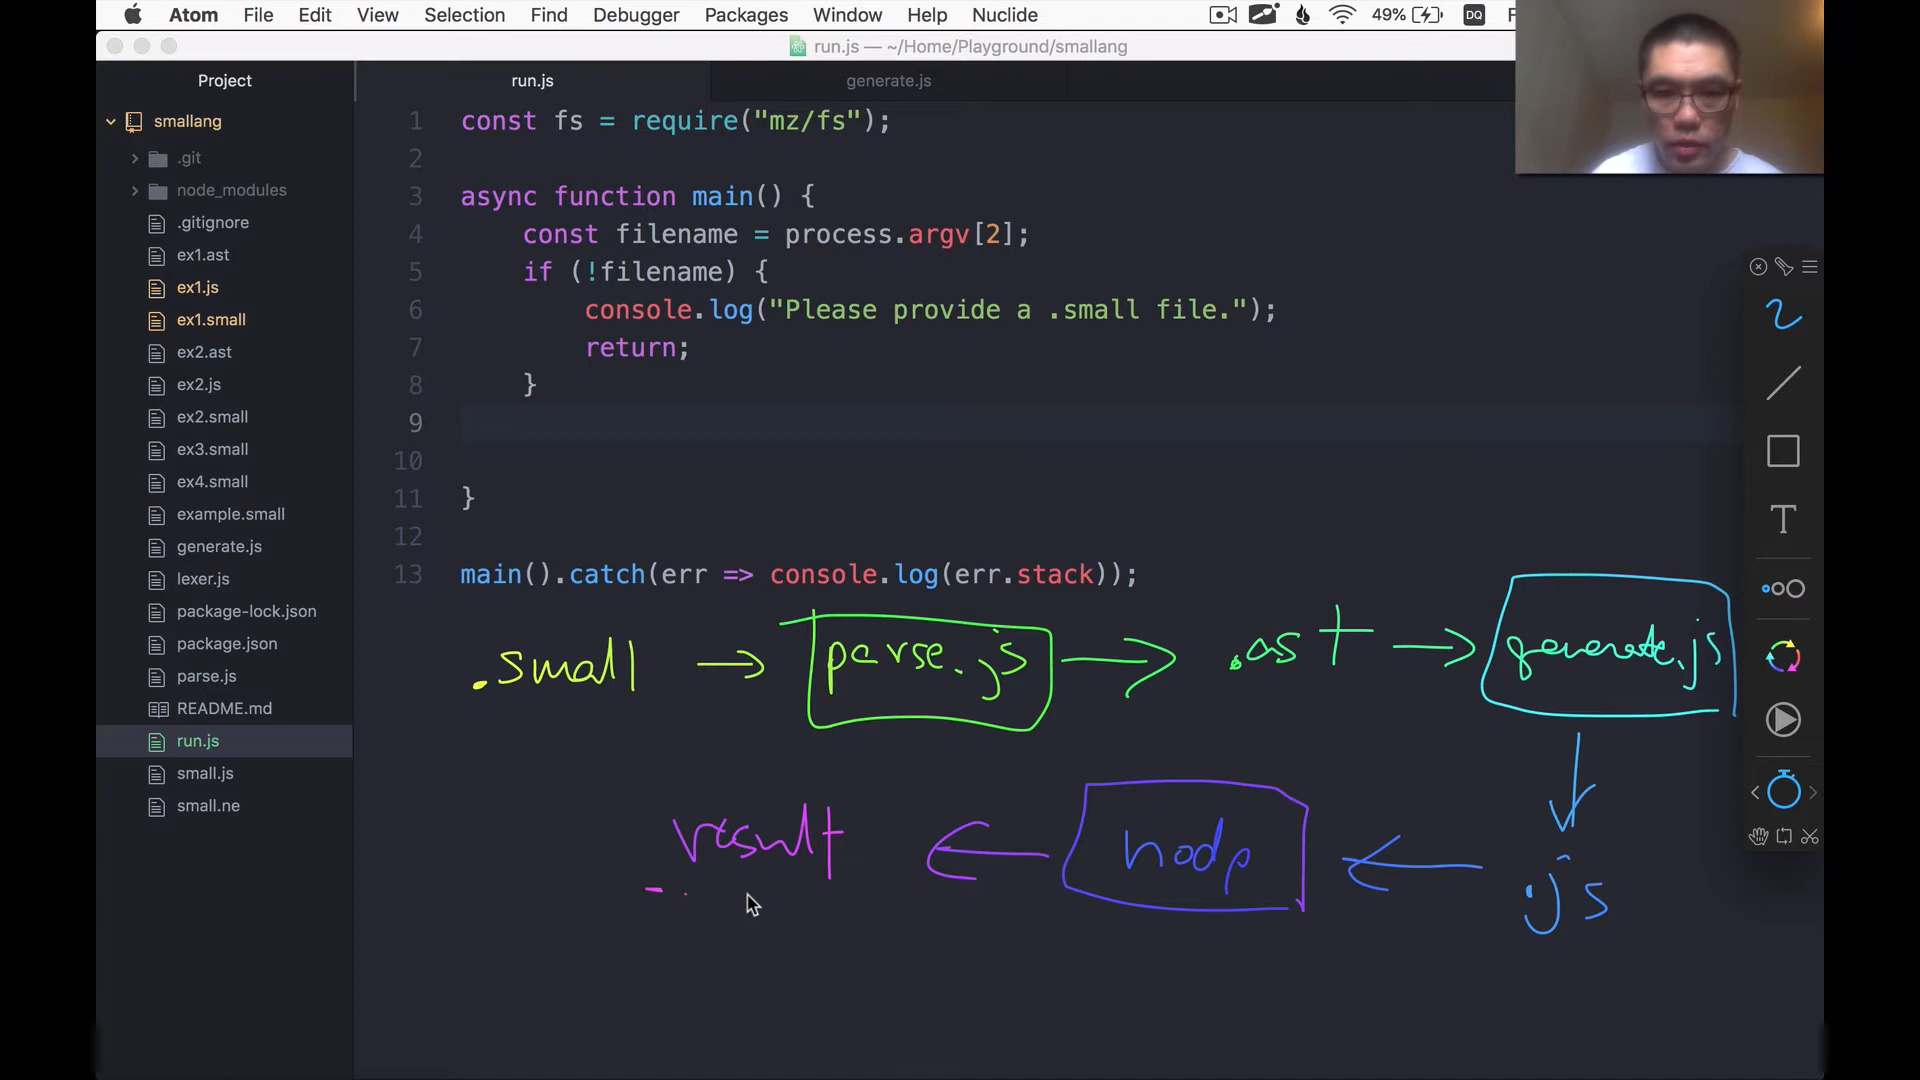 Atom File Edit View Selection Find Debugger Packages Window Help Nuclide 49% DQ
run.js — ~/Home/Playground/smallang
Project
run.js
generate.js
smallang
.git
node_modules
.gitignore
ex1.ast
ex1.js
ex1.small
ex2.ast
ex2.js
ex2.small
ex3.small
ex4.small
example.small
generate.js
lexer.js
package-lock.json
package.json
parse.js
README.md
run.js
small.js
small.ne
1 const fs = require("mz/fs");
2
3 async function main() {
4 const filename = process.argv[2];
5 if (!filename) {
6 console.log("Please provide a .small file.");
7 return;
8 }
9
10
11 }
12
13 main().catch(err => console.log(err.stack));
.small → parse.js → .ast → generate.js
result ← node ← .js
T